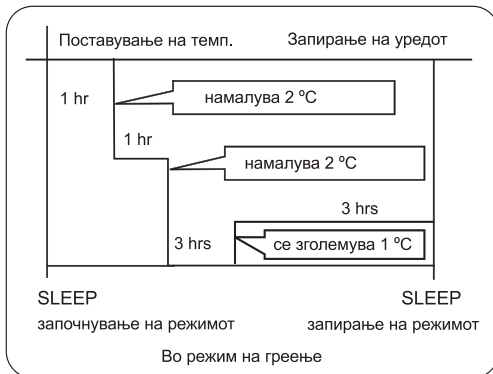 Поставување на темп. Запирање на уредот
1 hr
намалува 2 ºC
1 hr
намалува 2 ºC
3 hrs
3 hrs
се зголемува 1 ºC
SLEEP SLEEP
започнување на режимот запирање на режимот
Во режим на греење